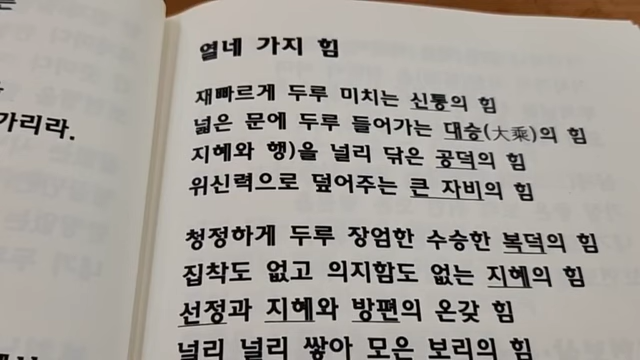 가리라.
열네 가지 힘
재빠르게 두루 미치는 신통의 힘
넓은 문에 두루 들어가는 대승(大乘)의 힘
지혜와 행)을 널리 닦은 공덕의 힘
위신력으로 덮어주는 큰 자비의 힘
청정하게 두루 장엄한 수승한 복덕의 힘
집착도 없고 의지함도 없는 지혜의 힘
선정과 지혜와 방편의 온갖 힘
널리 널리 쌓아 모은 보리의 힘